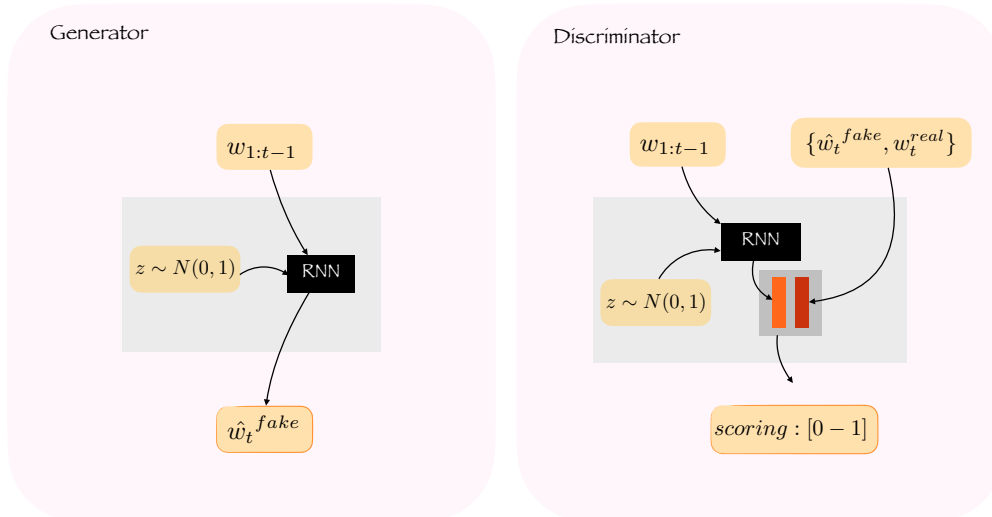 Generator
w_{1:t-1}
z ∼ N(0, 1)
RNN
ŵ_t^{fake}
Discriminator
w_{1:t-1}
{ŵ_t^{fake}, w_t^{real}}
RNN
z ∼ N(0, 1)
scoring : [0 − 1]